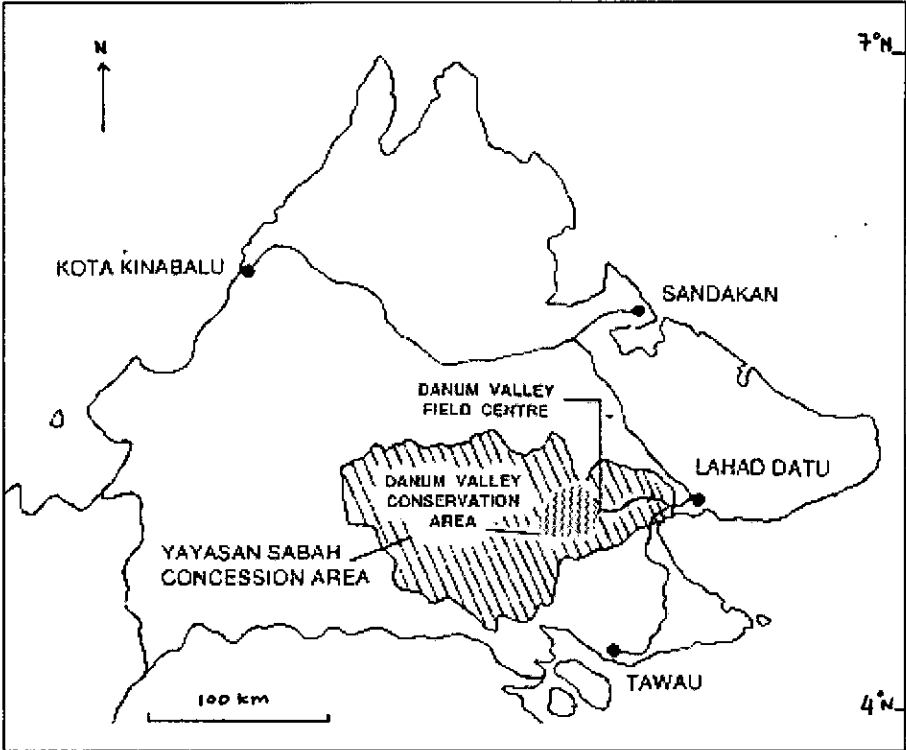 N
7°N
KOTA KINABALU
SANDAKAN
DANUM VALLEY
FIELD CENTRE
LAHAD DATU
DANUM VALLEY
CONSERVATION
AREA
YAYASAN SABAH
CONCESSION AREA
TAWAU
100 km
4°N